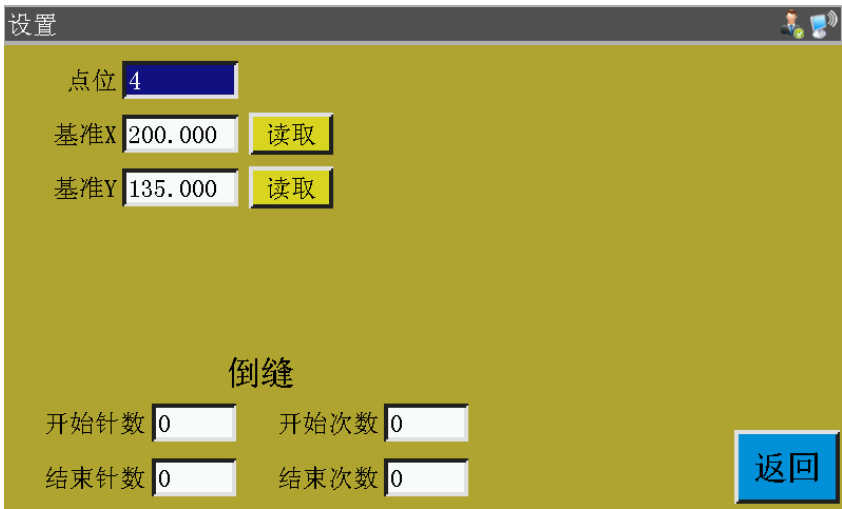 设置
点位 4
基准X 200.000 读取
基准Y 135.000 读取
倒缝
开始针数 0 开始次数 0
结束针数 0 结束次数 0
返回